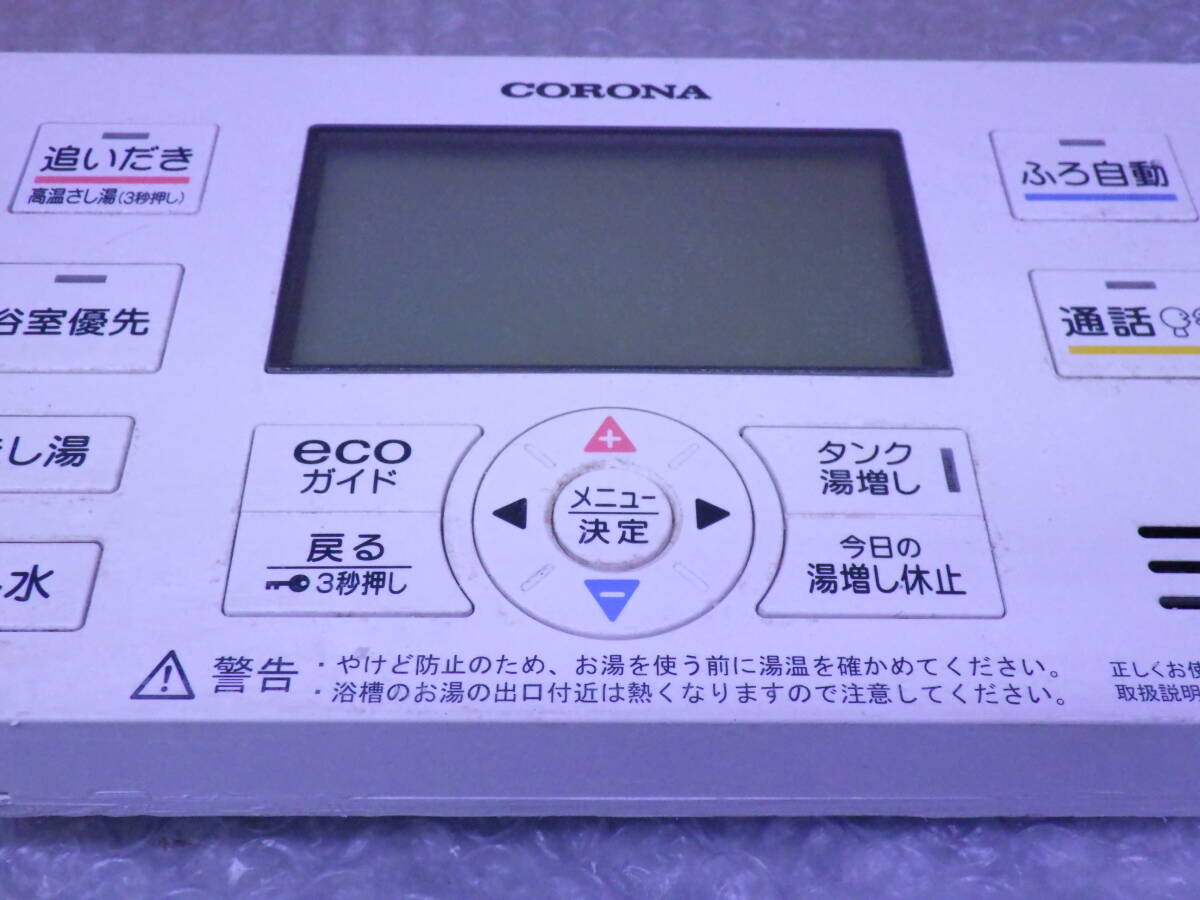 CORONA
追いだき
高温さし湯(3秒押し)
ふろ自動
浴室優先
通話
さし湯
eco
ガイド
戻る
3秒押し
+
メニュー
決定
−
タンク
湯増し
今日の
湯増し休止
水
警告
・やけど防止のため、お湯を使う前に湯温を確かめてください。
・浴槽のお湯の出口付近は熱くなりますので注意してください。
正しくお使
取扱説明